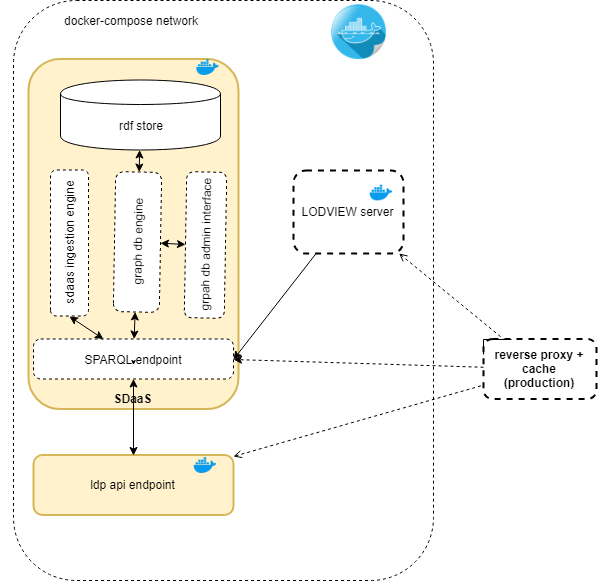 docker-compose network
rdf store
sdaas ingestion engine
graph db engine
grpah db admin interface
LODVIEW server
SPARQL endpoint
SDaaS
reverse proxy +
cache
(production)
ldp api endpoint